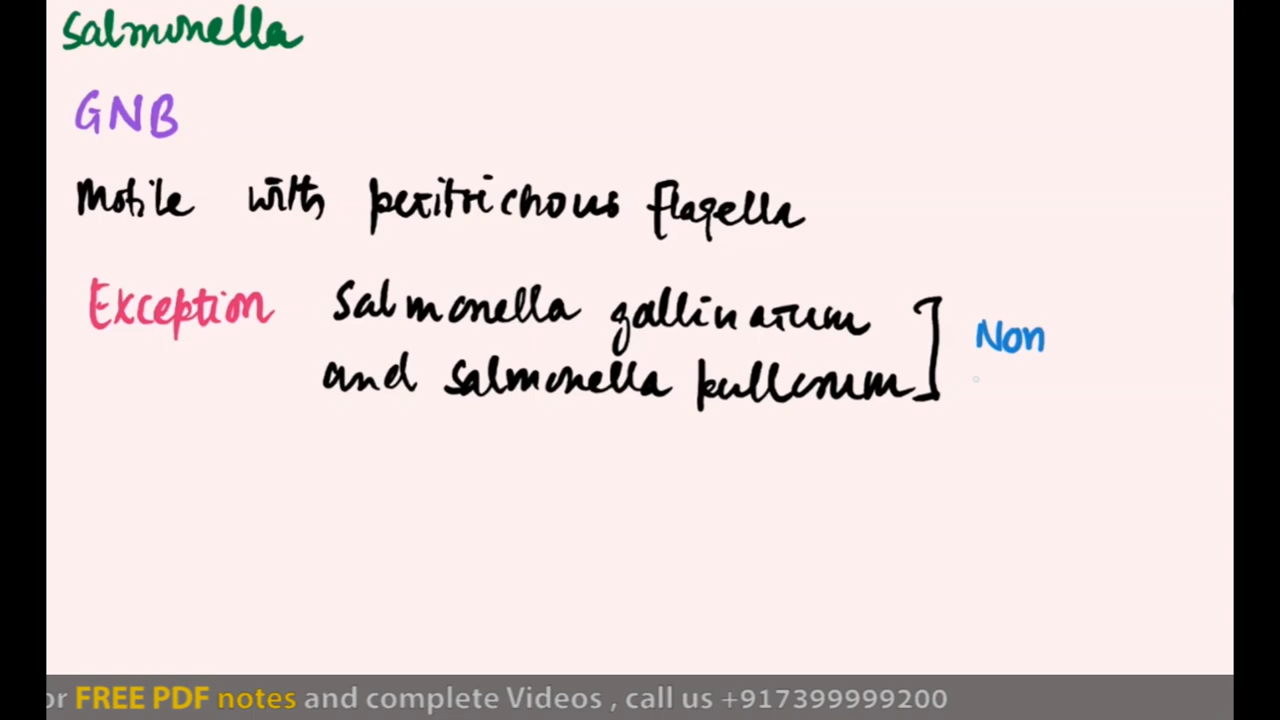 Salmonella
GNB
Motile with peritrichous flagella
Exception Salmonella gallinarum
and Salmonella pullorum ] Non
or FREE PDF notes and complete Videos , call us +917399999200